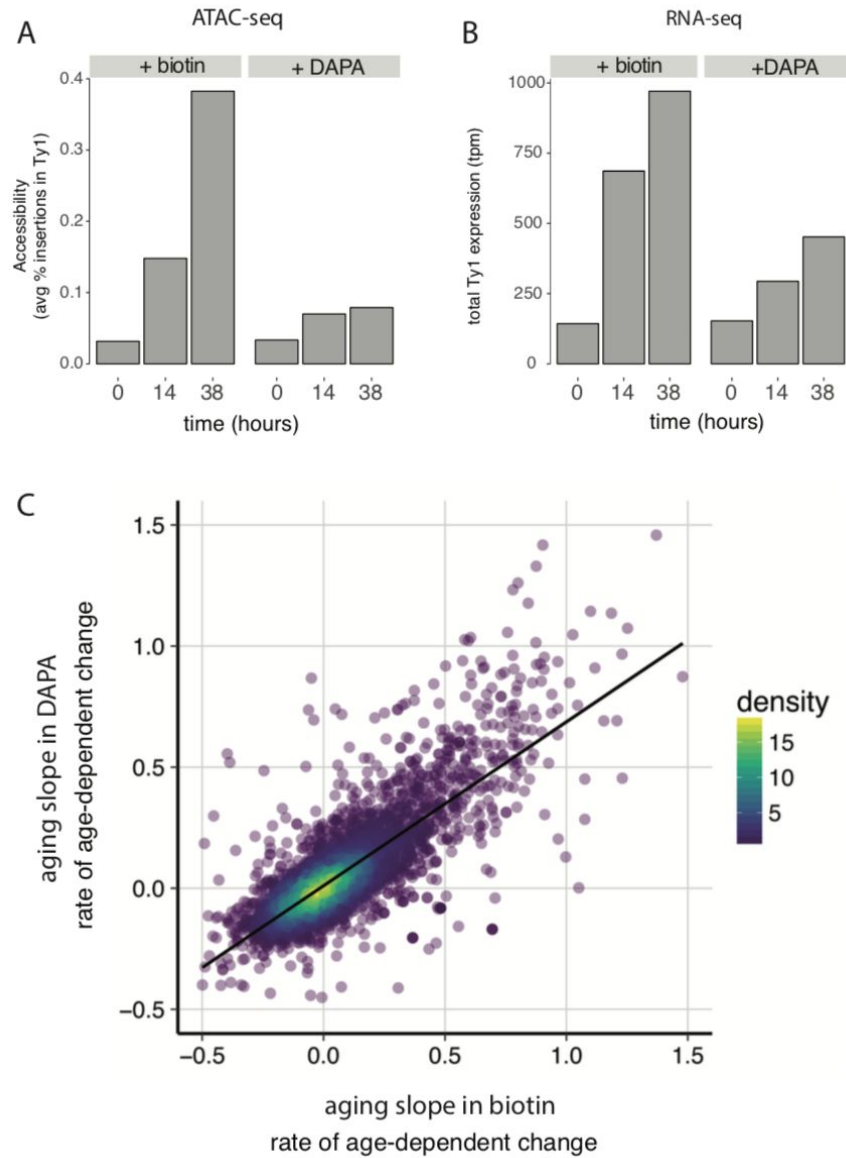 A
ATAC-seq
+ biotin
+ DAPA
0.4
0.3
0.2
0.1
0.0
Accessibility
(avg % insertions in Ty1)
0 14 38 0 14 38
time (hours)
B
RNA-seq
+ biotin
+DAPA
1000
750
500
250
0
total Ty1 expression (tpm)
0 14 38 0 14 38
time (hours)
C
1.5
1.0
0.5
0.0
−0.5
aging slope in DAPA
rate of age-dependent change
−0.5 0.0 0.5 1.0 1.5
aging slope in biotin
rate of age-dependent change
density
15
10
5